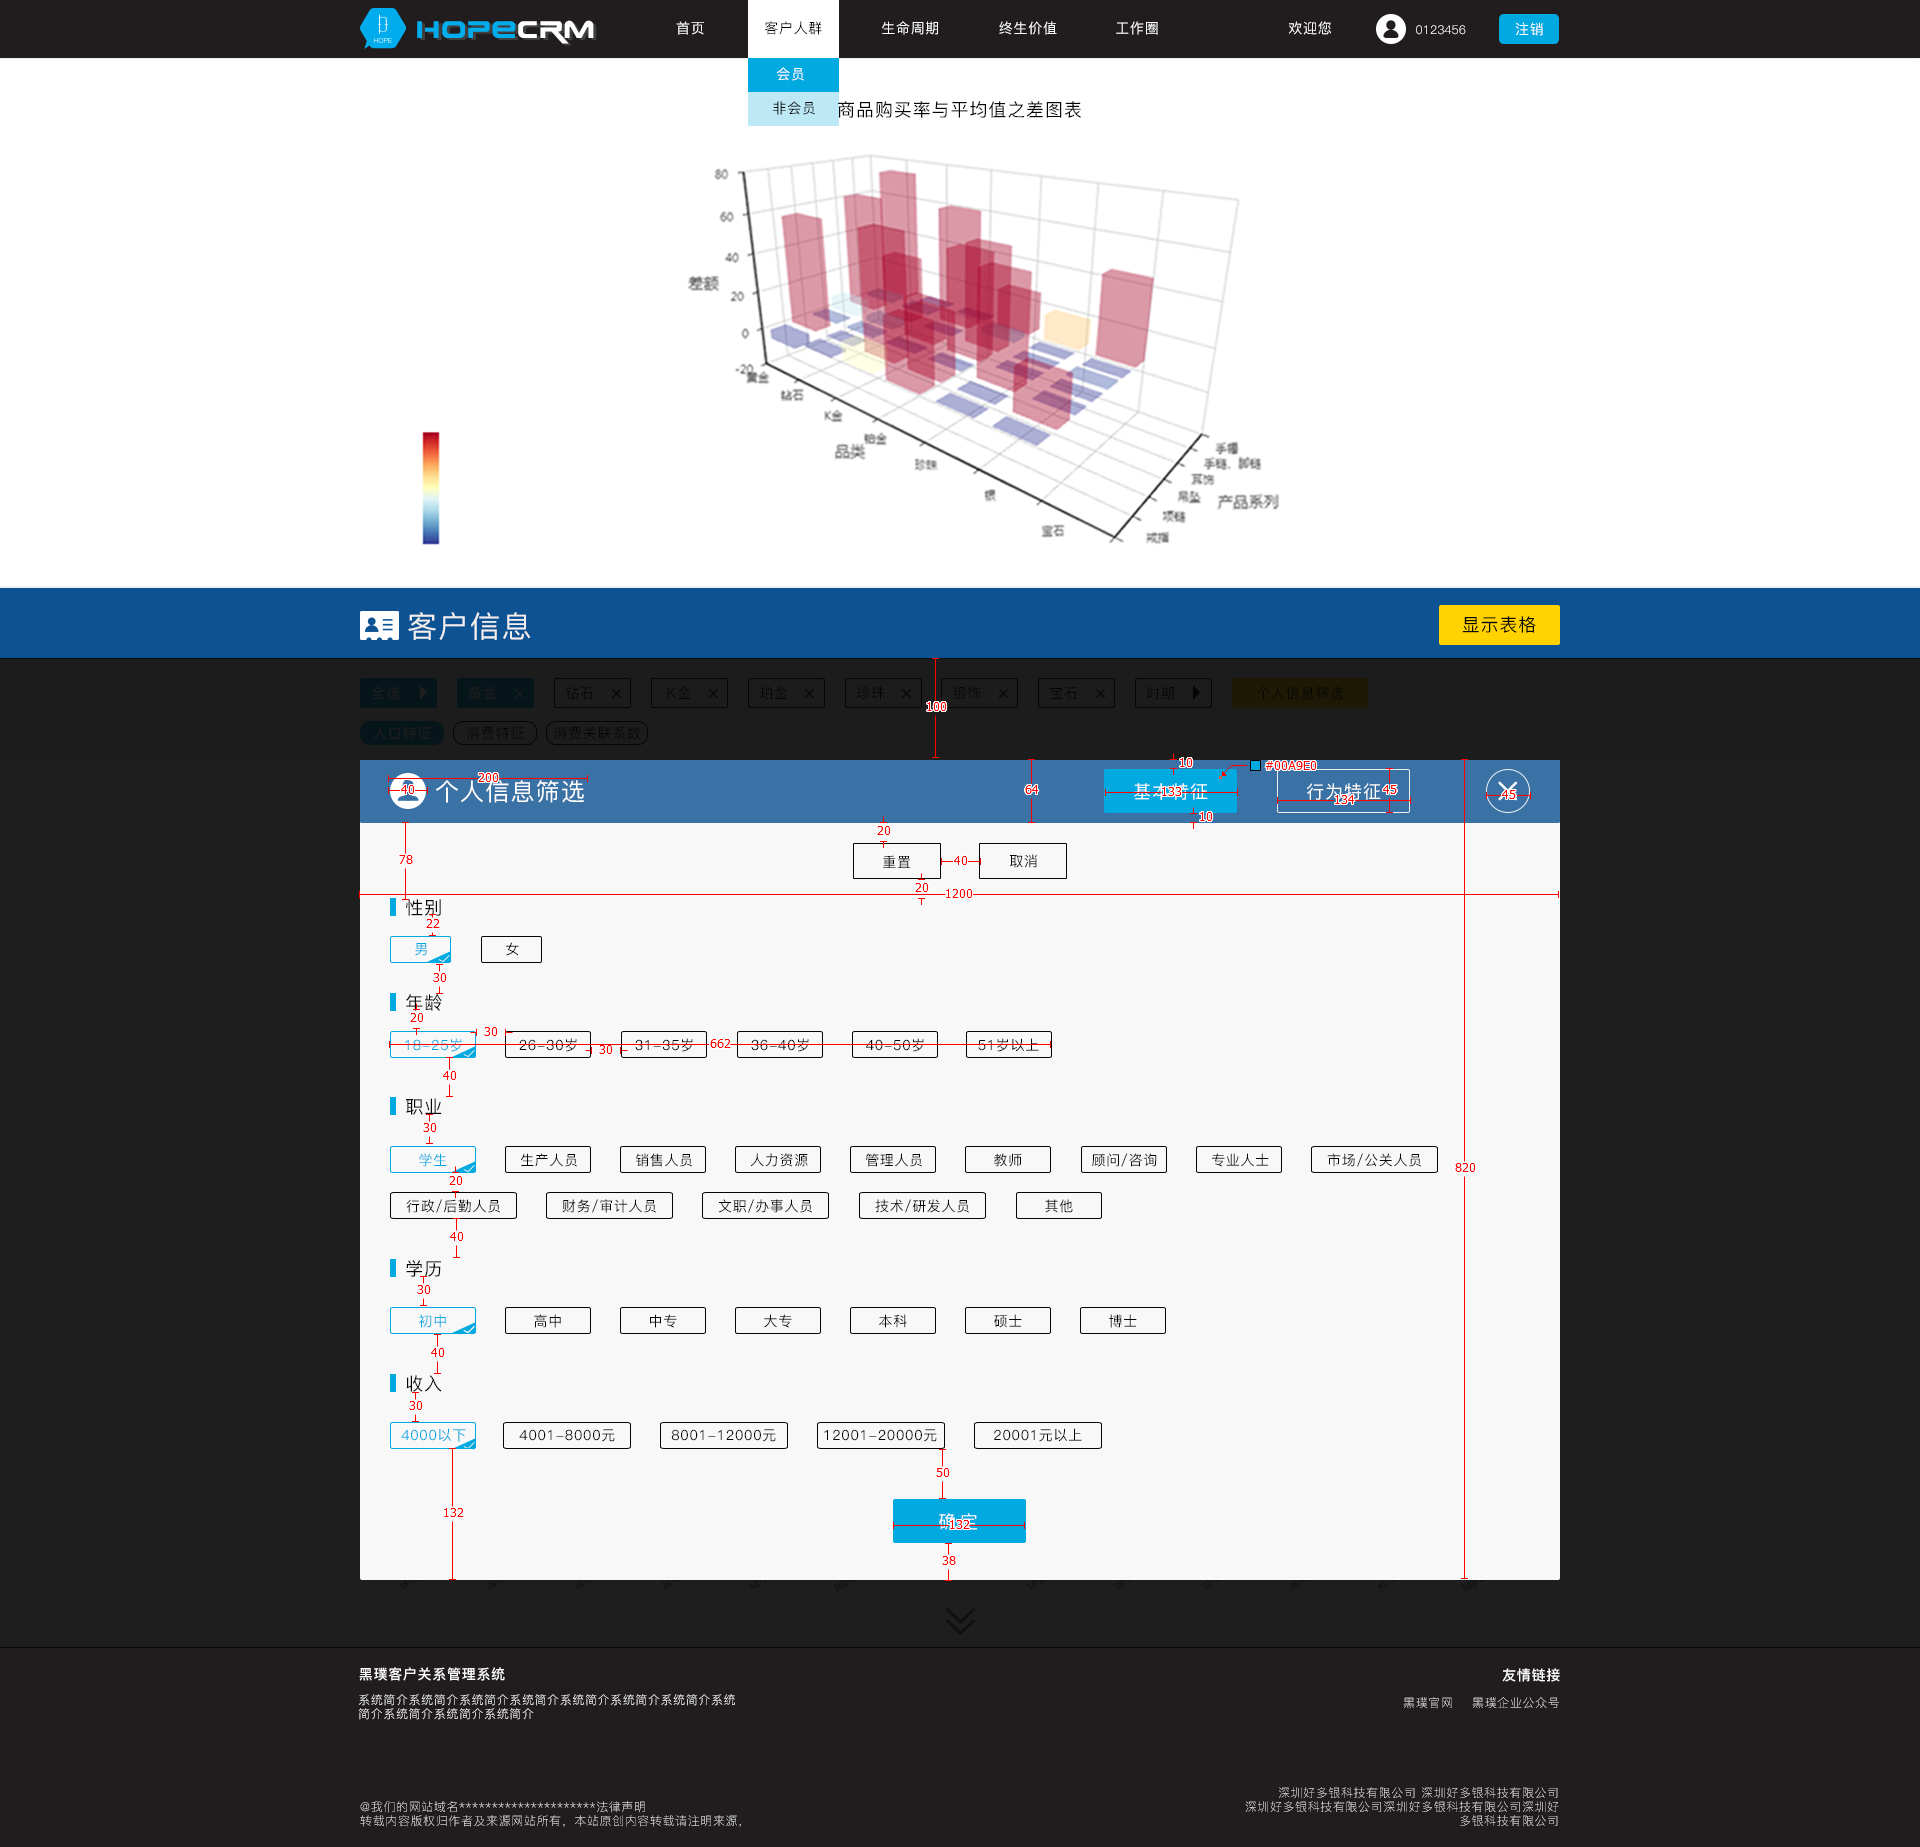 HOPE
HOPECRM
首页
客户人群
生命周期
终生价值
工作圈
欢迎您
0123456
注销
会员
非会员
商品购买率与平均值之差图表
80
60
40
20
0
-20
差额
黄金
钻石
K金
铂金
珍珠
银
宝石
品类
手镯
手链、脚链
耳饰
吊坠
项链
戒指
产品系列
客户信息
显示表格
全选
黄金
钻石
K金
珀金
珍珠
银饰
宝石
时期
个人信息筛选
人口特征
消费特征
消费关联系数
100
个人信息筛选
200
40
64
基本特征
133
10
10
#00A9E0
行为特征
134
45
45
78
20
重置
40
取消
20
1200
性别
22
男
女
30
年龄
20
18-25岁
30
26-30岁
30
31-35岁
662
36-40岁
40-50岁
51岁以上
40
职业
30
学生
生产人员
销售人员
人力资源
管理人员
教师
顾问/咨询
专业人士
市场/公关人员
820
20
行政/后勤人员
财务/审计人员
文职/办事人员
技术/研发人员
其他
40
学历
30
初中
高中
中专
大专
本科
硕士
博士
40
收入
30
4000以下
4001-8000元
8001-12000元
12001-20000元
20001元以上
50
132
确定
132
38
黑璞客户关系管理系统
系统简介系统简介系统简介系统简介系统简介系统简介系统简介系统
简介系统简介系统简介系统简介
友情链接
黑璞官网
黑璞企业公众号
@我们的网站域名*********************法律声明
转载内容版权归作者及来源网站所有，本站原创内容转载请注明来源，
深圳好多银科技有限公司 深圳好多银科技有限公司
深圳好多银科技有限公司深圳好多银科技有限公司深圳好
多银科技有限公司